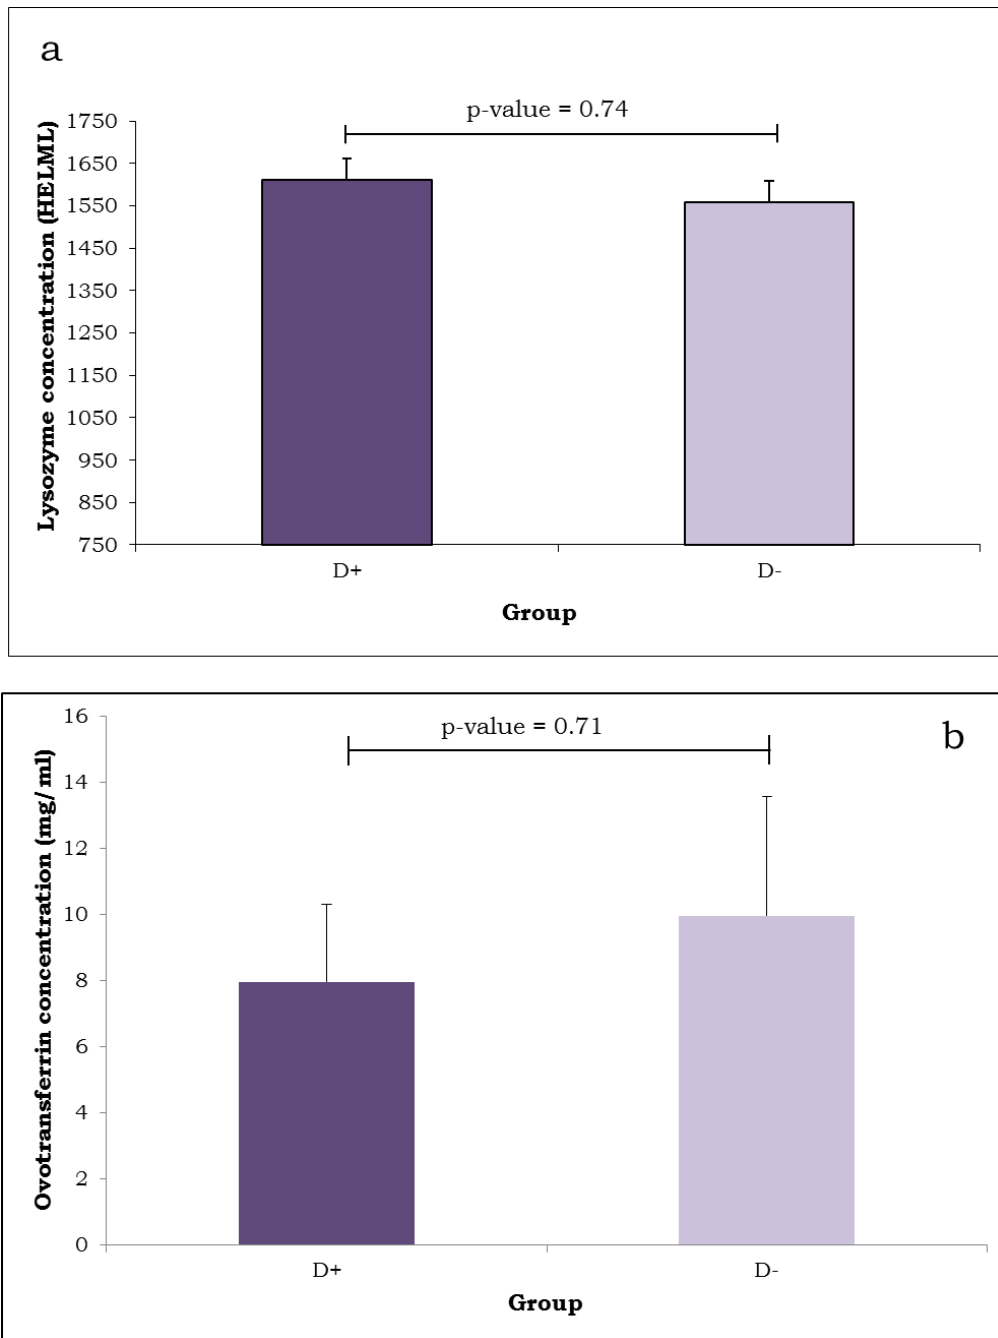 a
p-value = 0.74
Lysozyme concentration (HELML)
1750
1650
1550
1450
1350
1250
1150
1050
950
850
750
D+ D-
Group
b
p-value = 0.71
Ovotransferrin concentration (mg/ ml)
16
14
12
10
8
6
4
2
0
D+ D-
Group